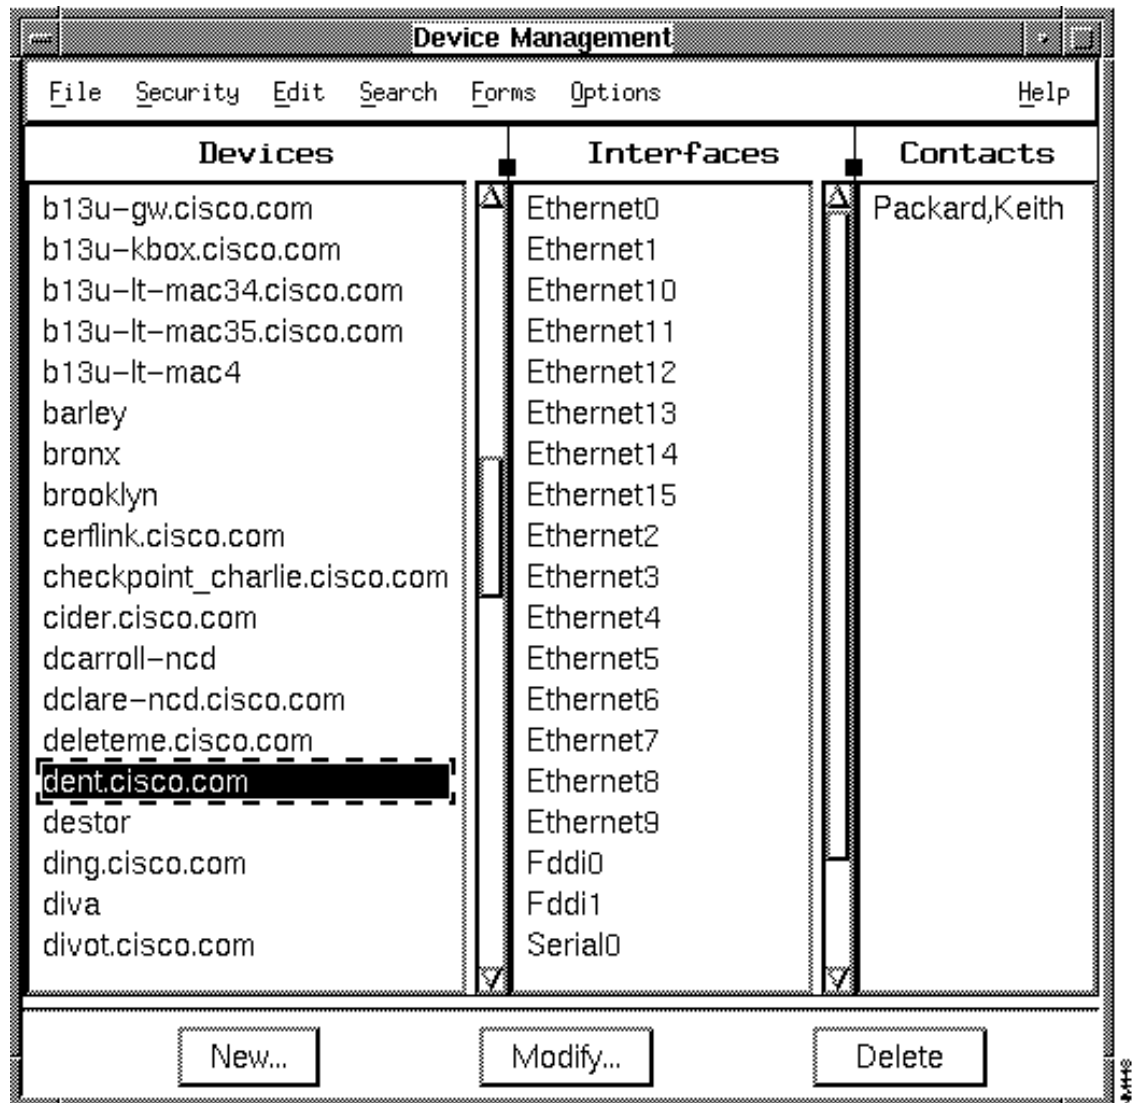 Device Management
File Security Edit Search Forms Options Help
Devices
b13u-gw.cisco.com
b13u-kbox.cisco.com
b13u-lt-mac34.cisco.com
b13u-lt-mac35.cisco.com
b13u-lt-mac4
barley
bronx
brooklyn
cerflink.cisco.com
checkpoint_charlie.cisco.com
cider.cisco.com
dcarroll-ncd
dclare-ncd.cisco.com
deleteme.cisco.com
dent.cisco.com
destor
ding.cisco.com
diva
divot.cisco.com
Interfaces
Ethernet0
Ethernet1
Ethernet10
Ethernet11
Ethernet12
Ethernet13
Ethernet14
Ethernet15
Ethernet2
Ethernet3
Ethernet4
Ethernet5
Ethernet6
Ethernet7
Ethernet8
Ethernet9
Fddi0
Fddi1
Serial0
Contacts
Packard,Keith
New... Modify... Delete